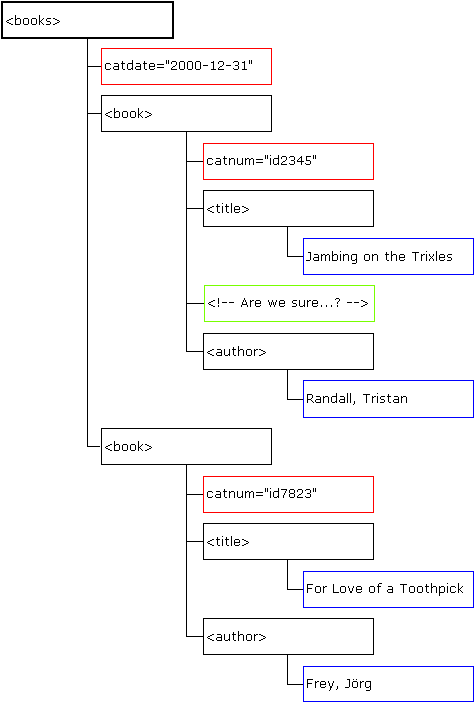 <books>
catdate="2000-12-31"
<book>
catnum="id2345"
<title>
Jambing on the Trixles
<!-- Are we sure...? -->
<author>
Randall, Tristan
<book>
catnum="id7823"
<title>
For Love of a Toothpick
<author>
Frey, Jörg